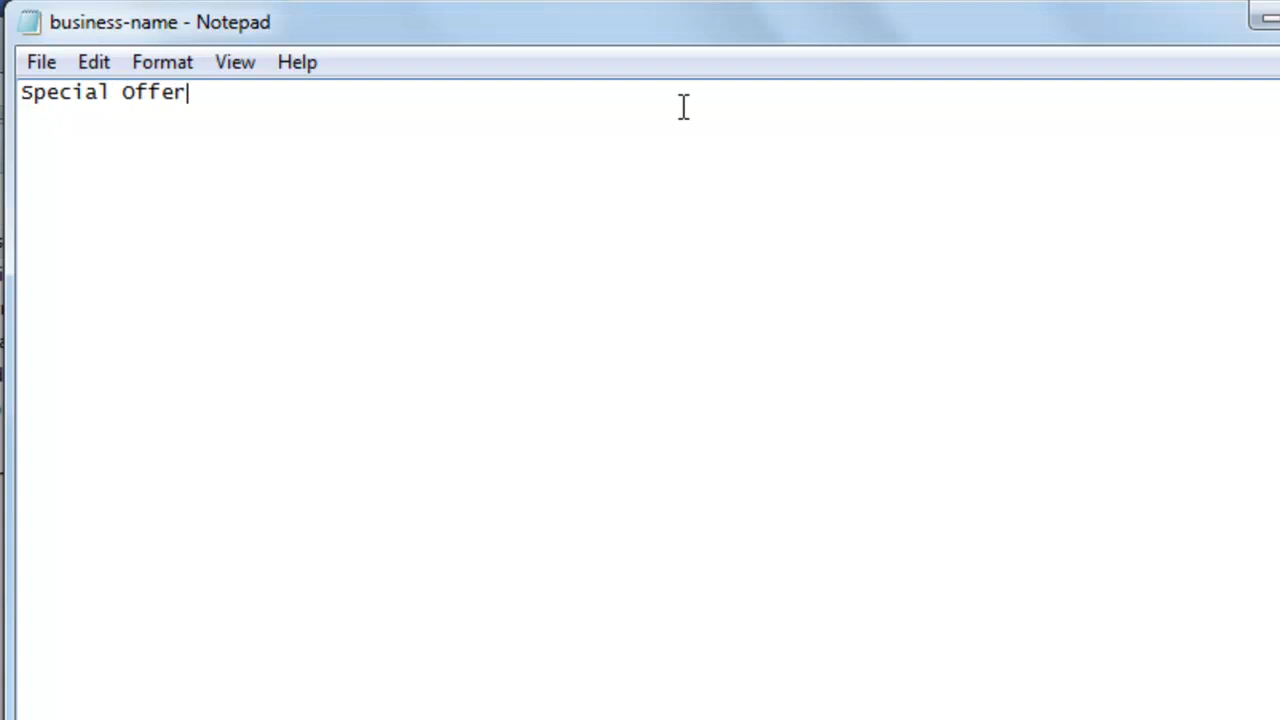 business-name - Notepad
File Edit Format View Help
Special Offer